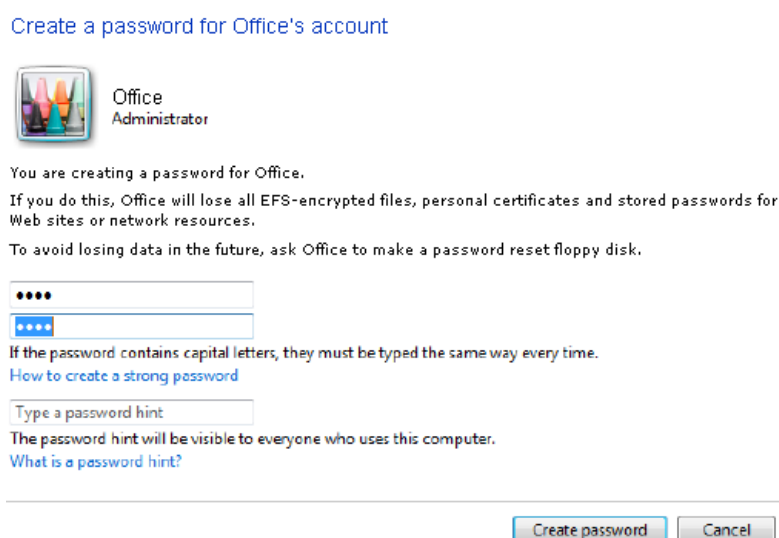 Create a password for Office's account
Office
Administrator
You are creating a password for Office.
If you do this, Office will lose all EFS-encrypted files, personal certificates and stored passwords for
Web sites or network resources.
To avoid losing data in the future, ask Office to make a password reset floppy disk.
••••
••••
If the password contains capital letters, they must be typed the same way every time.
How to create a strong password
Type a password hint
The password hint will be visible to everyone who uses this computer.
What is a password hint?
Create password
Cancel